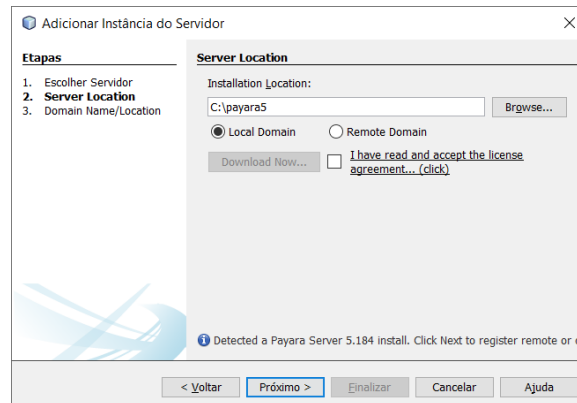 Adicionar Instância do Servidor
Etapas
1. Escolher Servidor
2. Server Location
3. Domain Name/Location
Server Location
Installation Location:
C:\payara5
Browse...
Local Domain
Remote Domain
Download Now...
I have read and accept the license
agreement... (click)
Detected a Payara Server 5.184 install. Click Next to register remote or
< Voltar
Próximo >
Finalizar
Cancelar
Ajuda